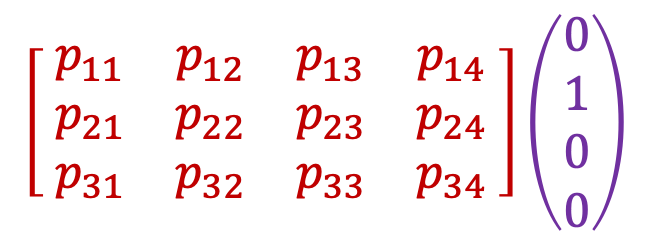 [ p₁₁ p₁₂ p₁₃ p₁₄ ] ( 0
p₂₁ p₂₂ p₂₃ p₂₄ 1
p₃₁ p₃₂ p₃₃ p₃₄ 0
0 )